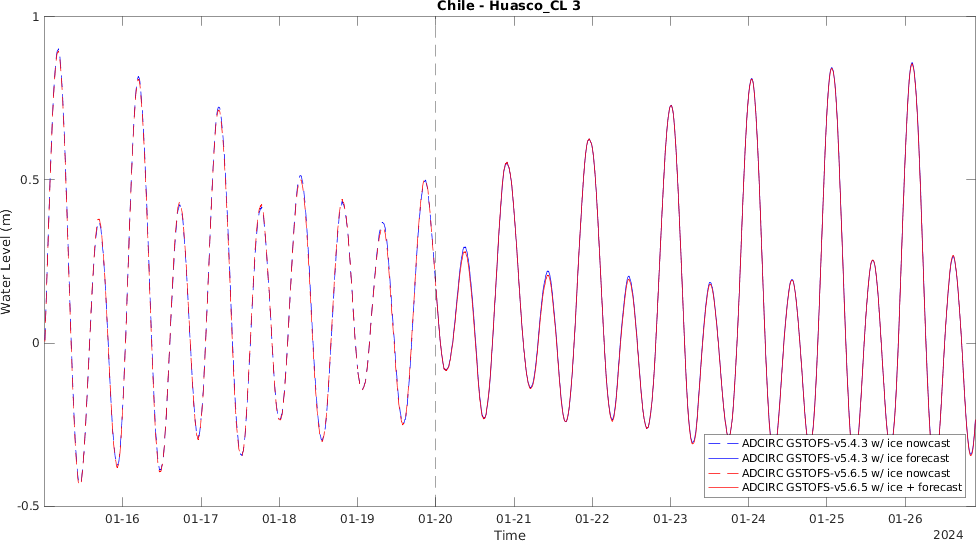 Chile - Huasco_CL 3
1
0.5
0
-0.5
Water Level (m)
01-16 01-17 01-18 01-19 01-20 01-21 01-22 01-23 01-24 01-25 01-26
Time
2024
ADCIRC GSTOFS-v5.4.3 w/ ice nowcast
ADCIRC GSTOFS-v5.4.3 w/ ice forecast
ADCIRC GSTOFS-v5.6.5 w/ ice nowcast
ADCIRC GSTOFS-v5.6.5 w/ ice + forecast